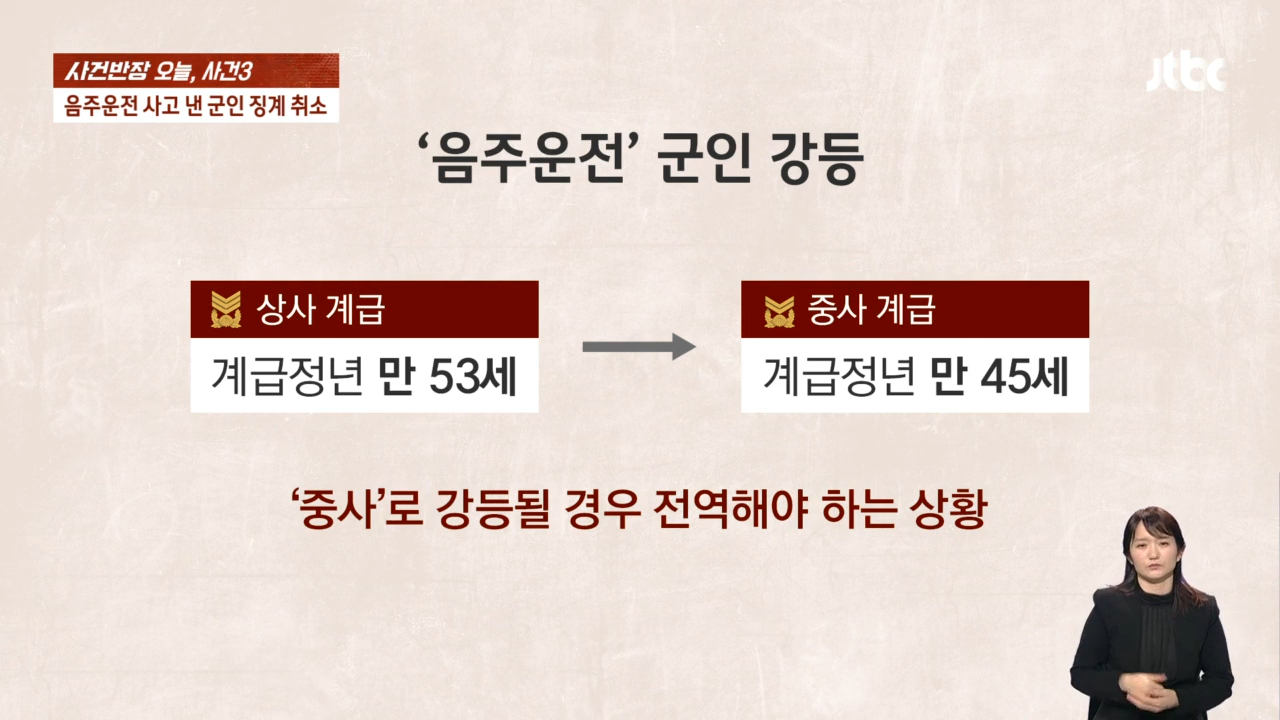 사건반장 오늘, 사건3
음주운전 사고 낸 군인 징계 취소
jtbc
‘음주운전’ 군인 강등
상사 계급
계급정년 만 53세
중사 계급
계급정년 만 45세
‘중사’로 강등될 경우 전역해야 하는 상황